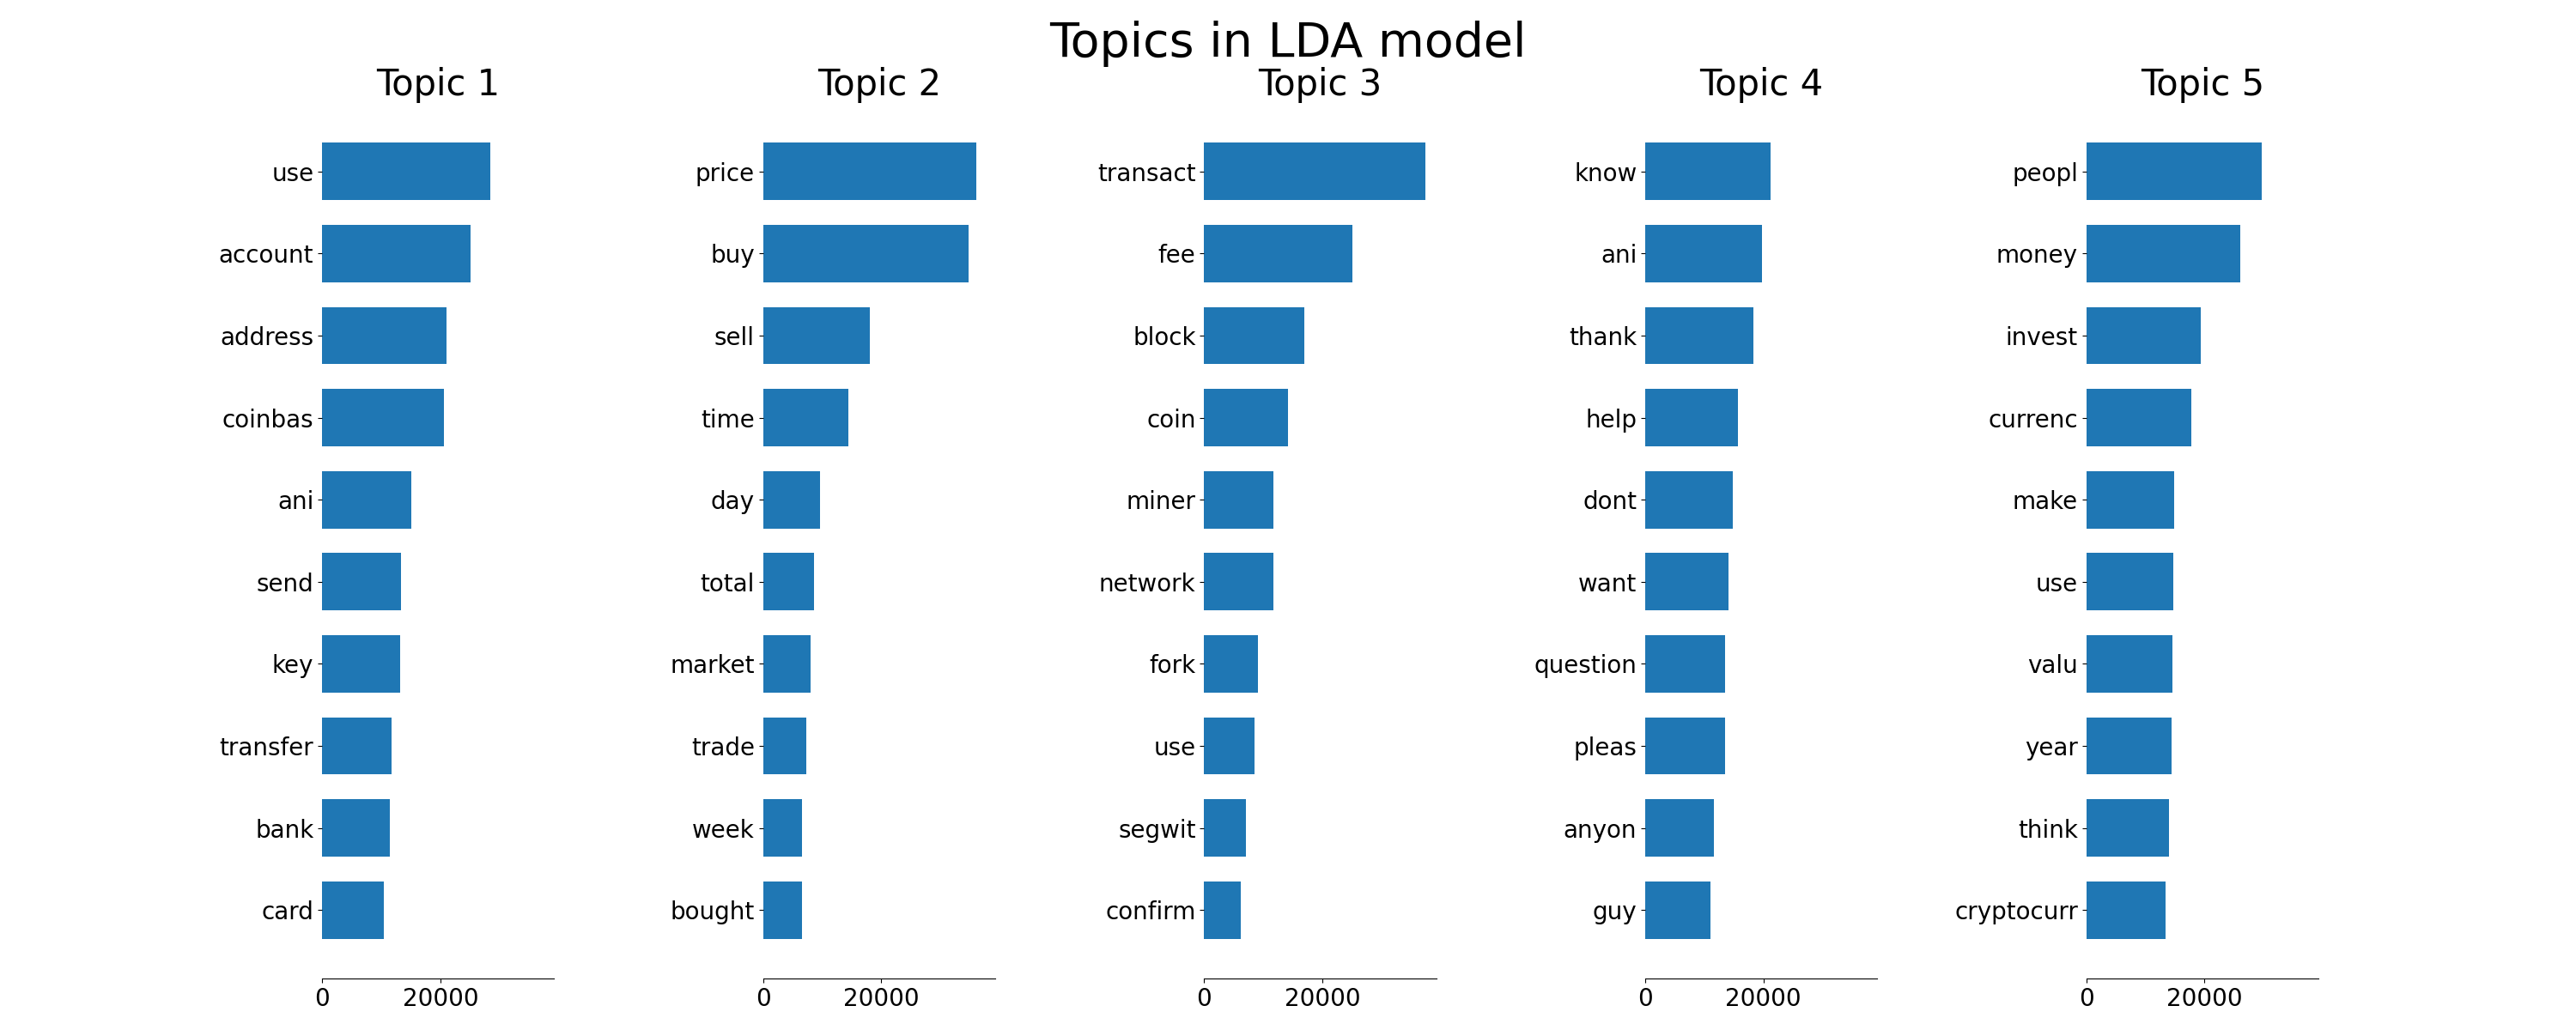 Topics in LDA model
Topic 1
use
account
address
coinbas
ani
send
key
transfer
bank
card
0 20000
Topic 2
price
buy
sell
time
day
total
market
trade
week
bought
0 20000
Topic 3
transact
fee
block
coin
miner
network
fork
use
segwit
confirm
0 20000
Topic 4
know
ani
thank
help
dont
want
question
pleas
anyon
guy
0 20000
Topic 5
peopl
money
invest
currenc
make
use
valu
year
think
cryptocurr
0 20000